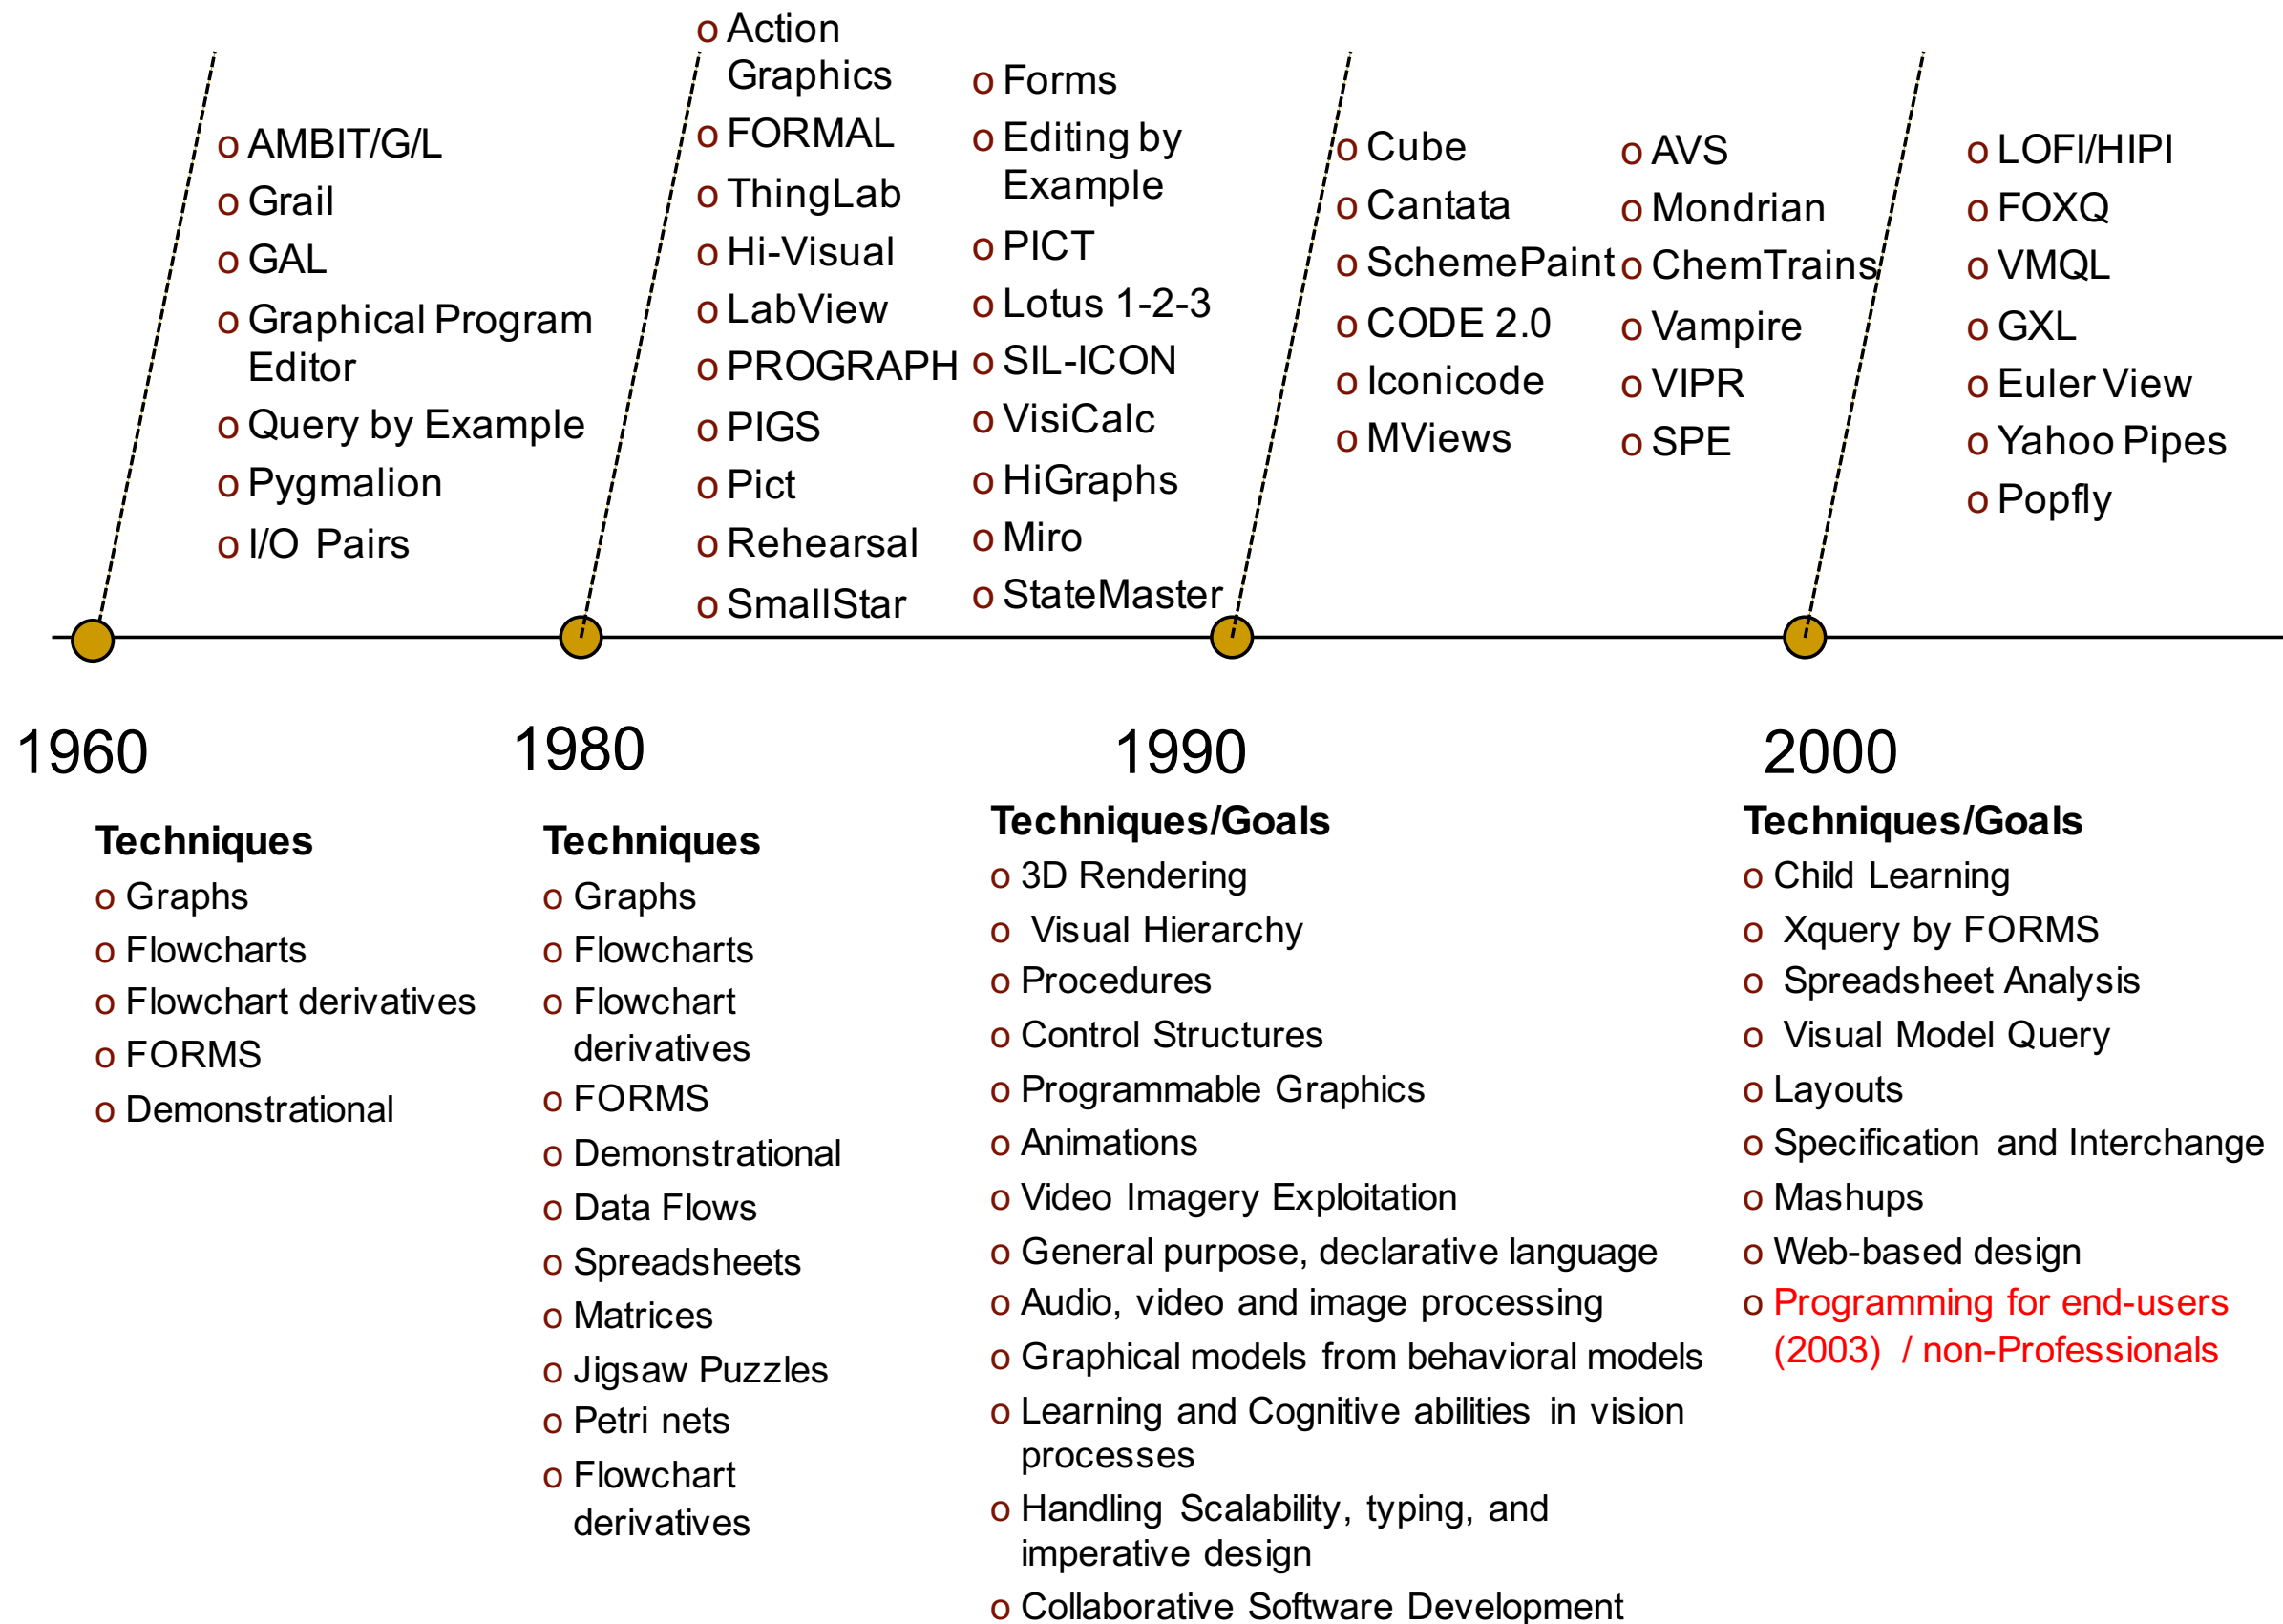 o AMBIT/G/L
o Grail
o GAL
o Graphical Program
Editor
o Query by Example
o Pygmalion
o I/O Pairs
o Action
Graphics
o FORMAL
o ThingLab
o Hi-Visual
o LabView
o PROGRAPH
o PIGS
o Pict
o Rehearsal
o SmallStar
o Forms
o Editing by
Example
o PICT
o Lotus 1-2-3
o SIL-ICON
o VisiCalc
o HiGraphs
o Miro
o StateMaster
o Cube
o Cantata
o SchemePaint
o CODE 2.0
o Iconicode
o MViews
o AVS
o Mondrian
o ChemTrains
o Vampire
o VIPR
o SPE
o LOFI/HIPI
o FOXQ
o VMQL
o GXL
o Euler View
o Yahoo Pipes
o Popfly
1960
Techniques
o Graphs
o Flowcharts
o Flowchart derivatives
o FORMS
o Demonstrational
1980
Techniques
o Graphs
o Flowcharts
o Flowchart
derivatives
o FORMS
o Demonstrational
o Data Flows
o Spreadsheets
o Matrices
o Jigsaw Puzzles
o Petri nets
o Flowchart
derivatives
1990
Techniques/Goals
o 3D Rendering
o Visual Hierarchy
o Procedures
o Control Structures
o Programmable Graphics
o Animations
o Video Imagery Exploitation
o General purpose, declarative language
o Audio, video and image processing
o Graphical models from behavioral models
o Learning and Cognitive abilities in vision
processes
o Handling Scalability, typing, and
imperative design
o Collaborative Software Development
2000
Techniques/Goals
o Child Learning
o Xquery by FORMS
o Spreadsheet Analysis
o Visual Model Query
o Layouts
o Specification and Interchange
o Mashups
o Web-based design
o Programming for end-users
(2003) / non-Professionals